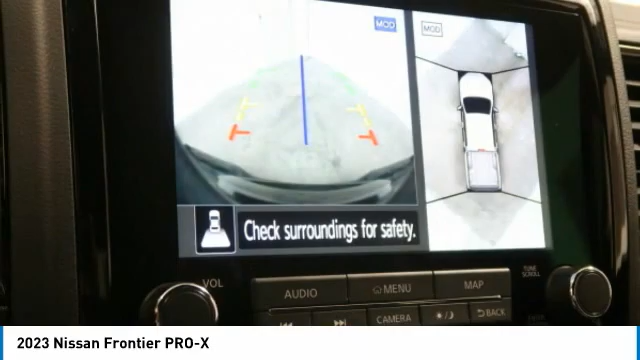 MOD
MOD
Check surroundings for safety.
VOL
AUDIO
MENU
MAP
TUNE
SCROLL
CAMERA
BACK
2023 Nissan Frontier PRO-X